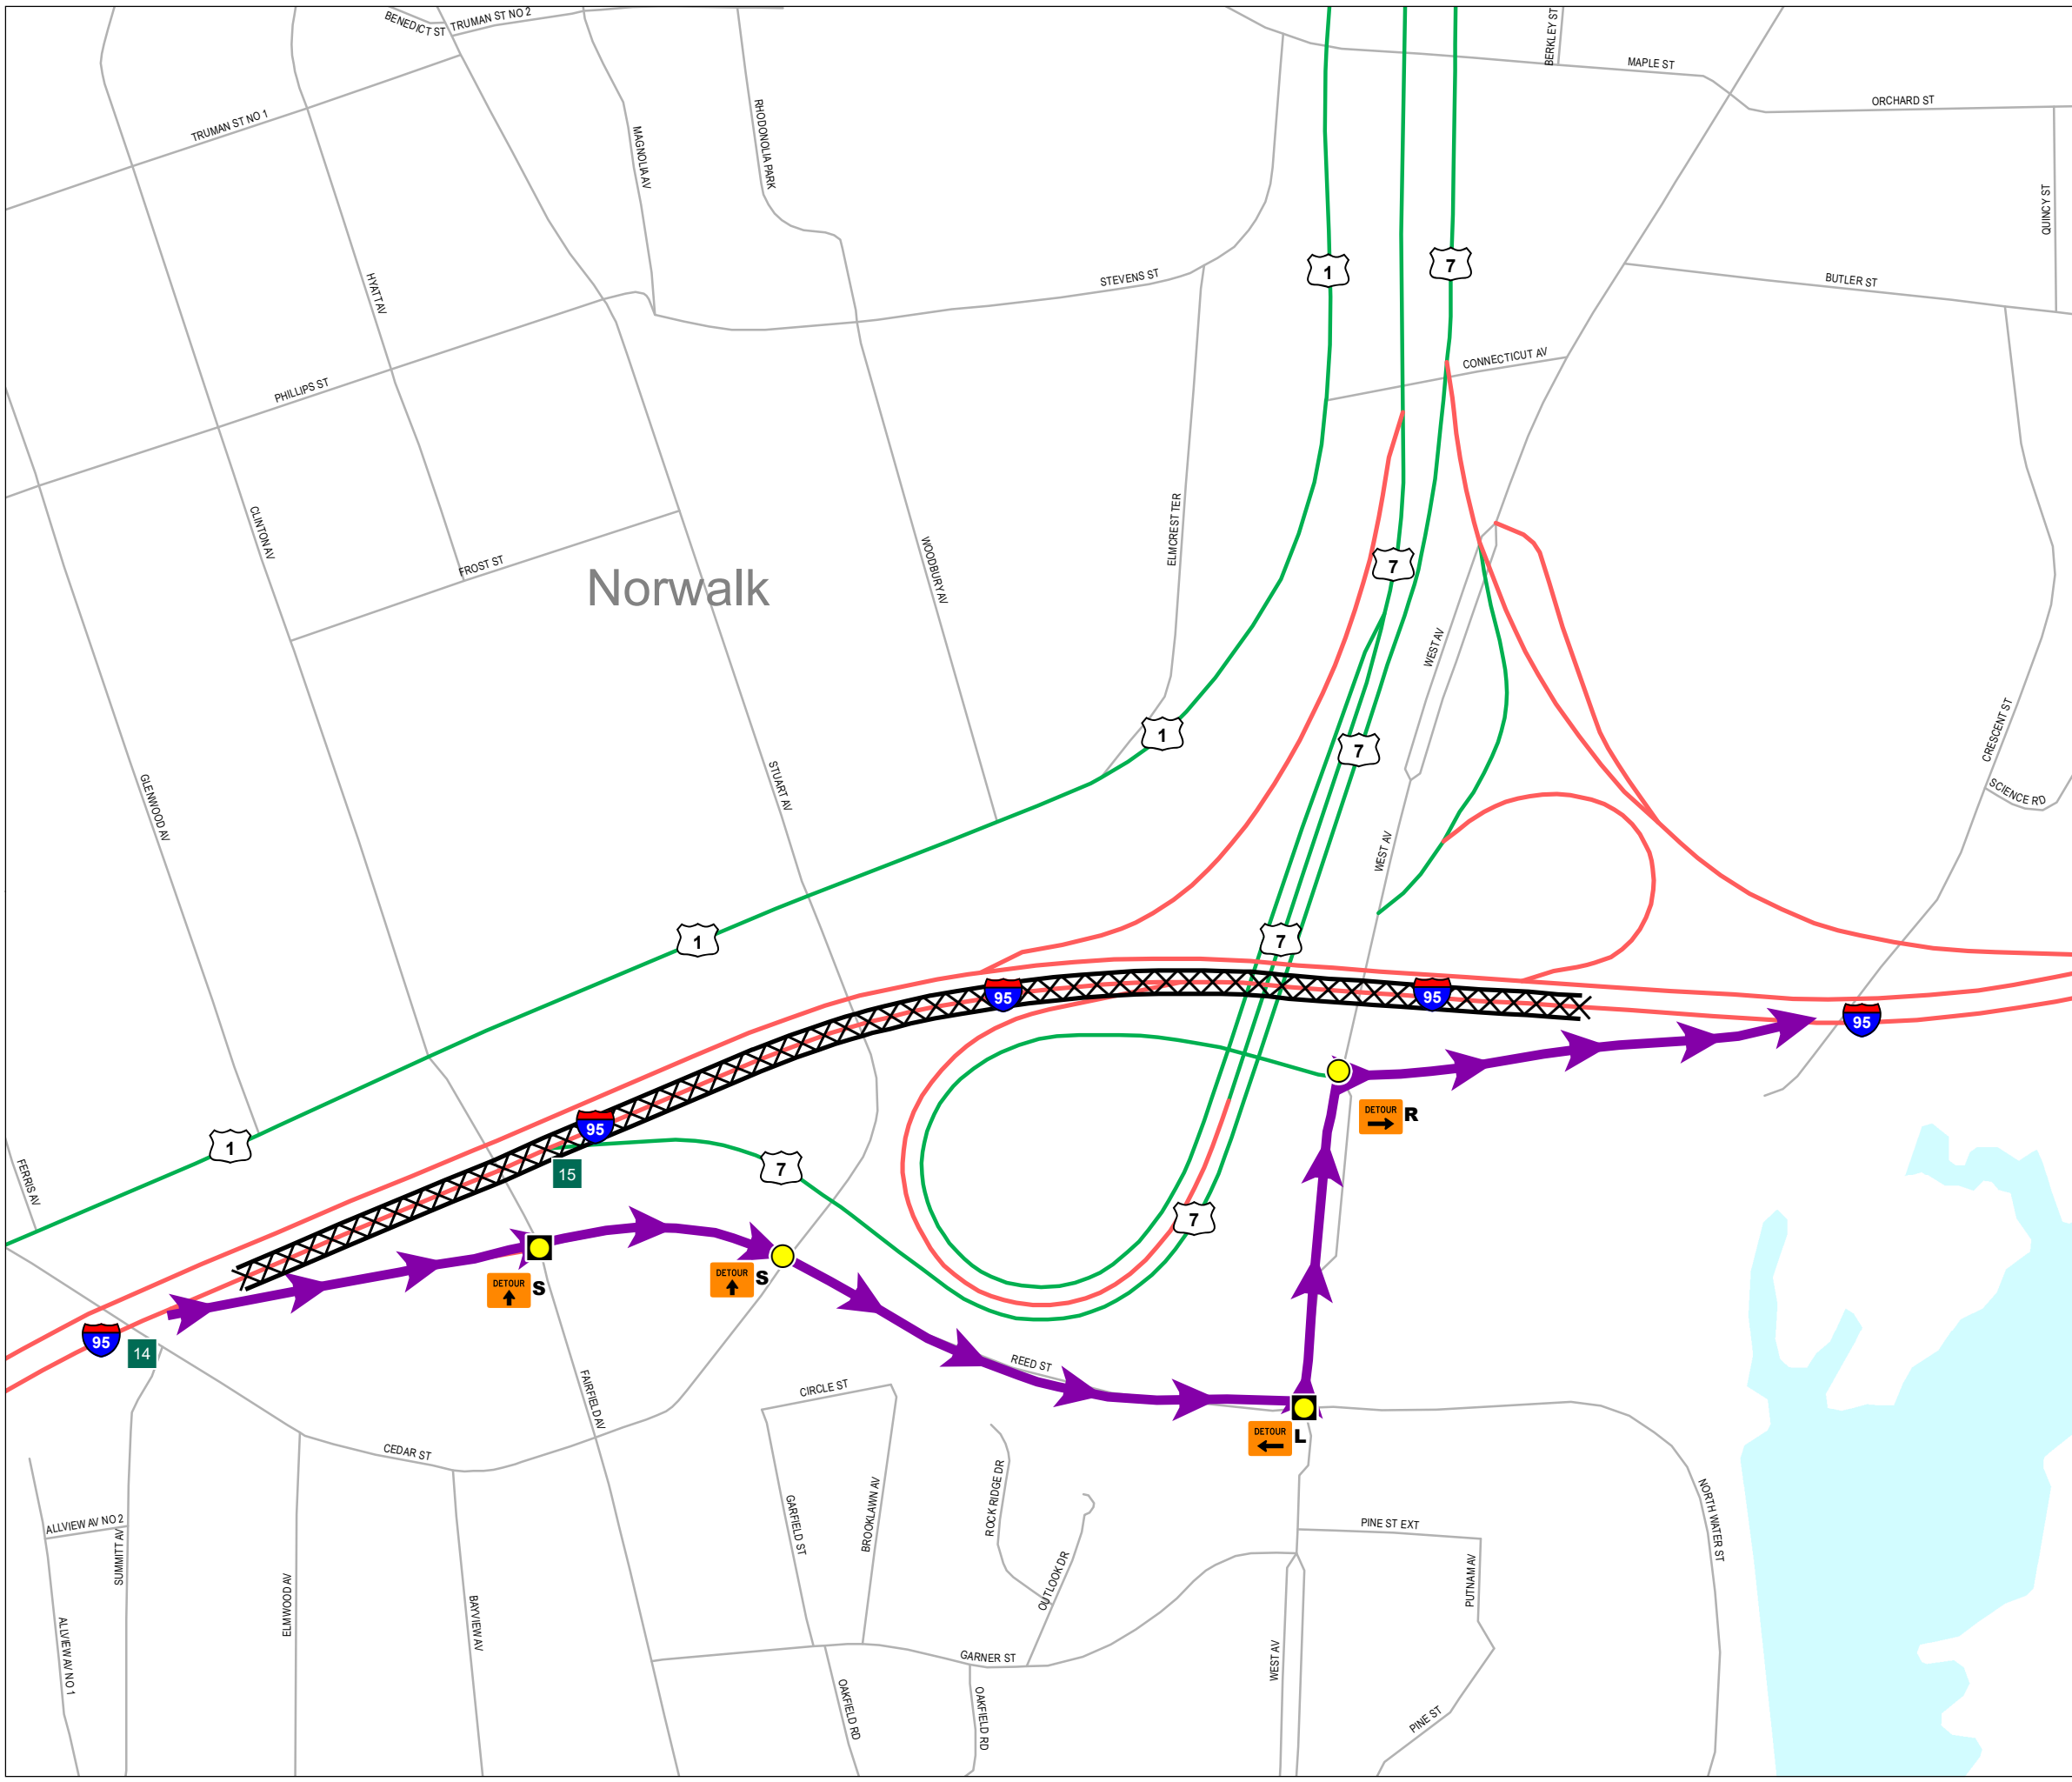 BENEDICT ST
TRUMAN ST NO 2
BERKLEY ST
MAPLE ST
ORCHARD ST
TRUMAN ST NO 1
MAGNOLIA AV
RHODONOLIA PARK
QUINCY ST
HYATT AV
STEVENS ST
1
7
BUTLER ST
PHILLIPS ST
CONNECTICUT AV
CLINTON AV
FROST ST
Norwalk
WOODBURY AV
ELMCREST TER
7
WEST AV
GLENWOOD AV
STUART AV
1
7
CRESCENT ST
SCIENCE RD
WEST AV
1
7
95
95
95
FERRIS AV
1
95
15
7
DETOUR
R
7
DETOUR
S
DETOUR
S
95
14
REED ST
FAIRFIELD AV
CIRCLE ST
DETOUR
L
CEDAR ST
ALLVIEW AV NO 2
SUMMITT AV
GARFIELD ST
BROOKLAWN AV
ROCK RIDGE DR
PINE ST EXT
NORTH WATER ST
ELMWOOD AV
BAYVIEW AV
OUTLOOK DR
PUTNAM AV
ALLVIEW AV NO 1
GARNER ST
WEST AV
OAKFIELD RD
OAKFIELD RD
PINE ST